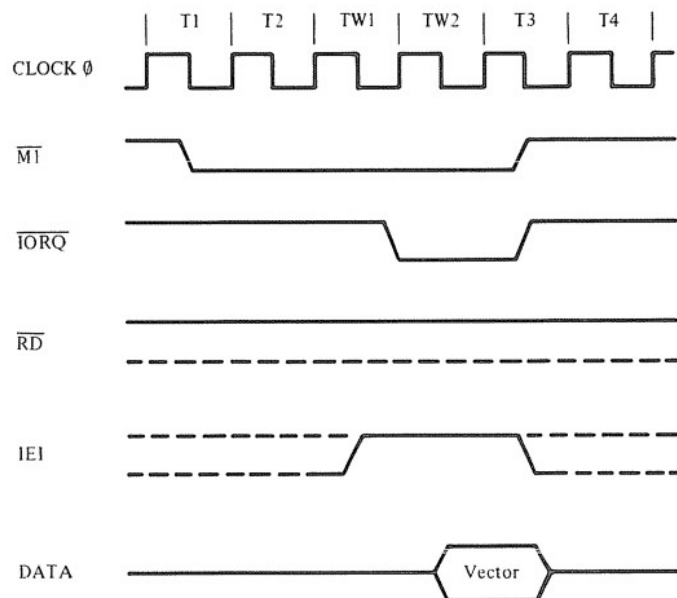 T1 T2 TW1 TW2 T3 T4
CLOCK Ø
M1
IORQ
RD
IEI
DATA
Vector